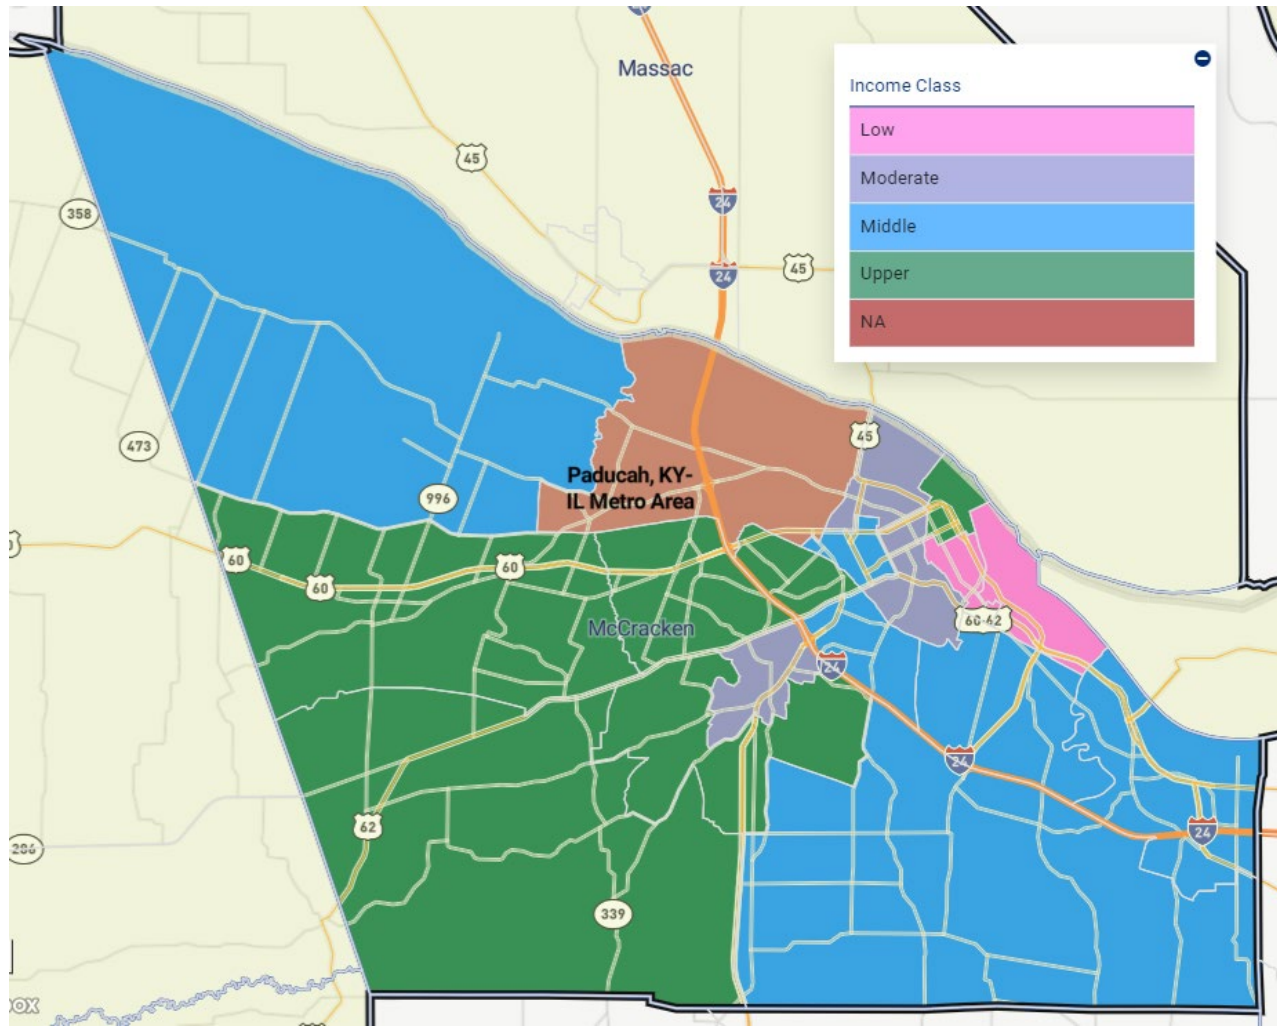 Massac
Income Class
Low
Moderate
Middle
Upper
NA
45
24
358
24
45
473
45
996
Paducah, KY-
IL Metro Area
60
60
60
60-62
McCracken
24
24
62
24
286
339
box